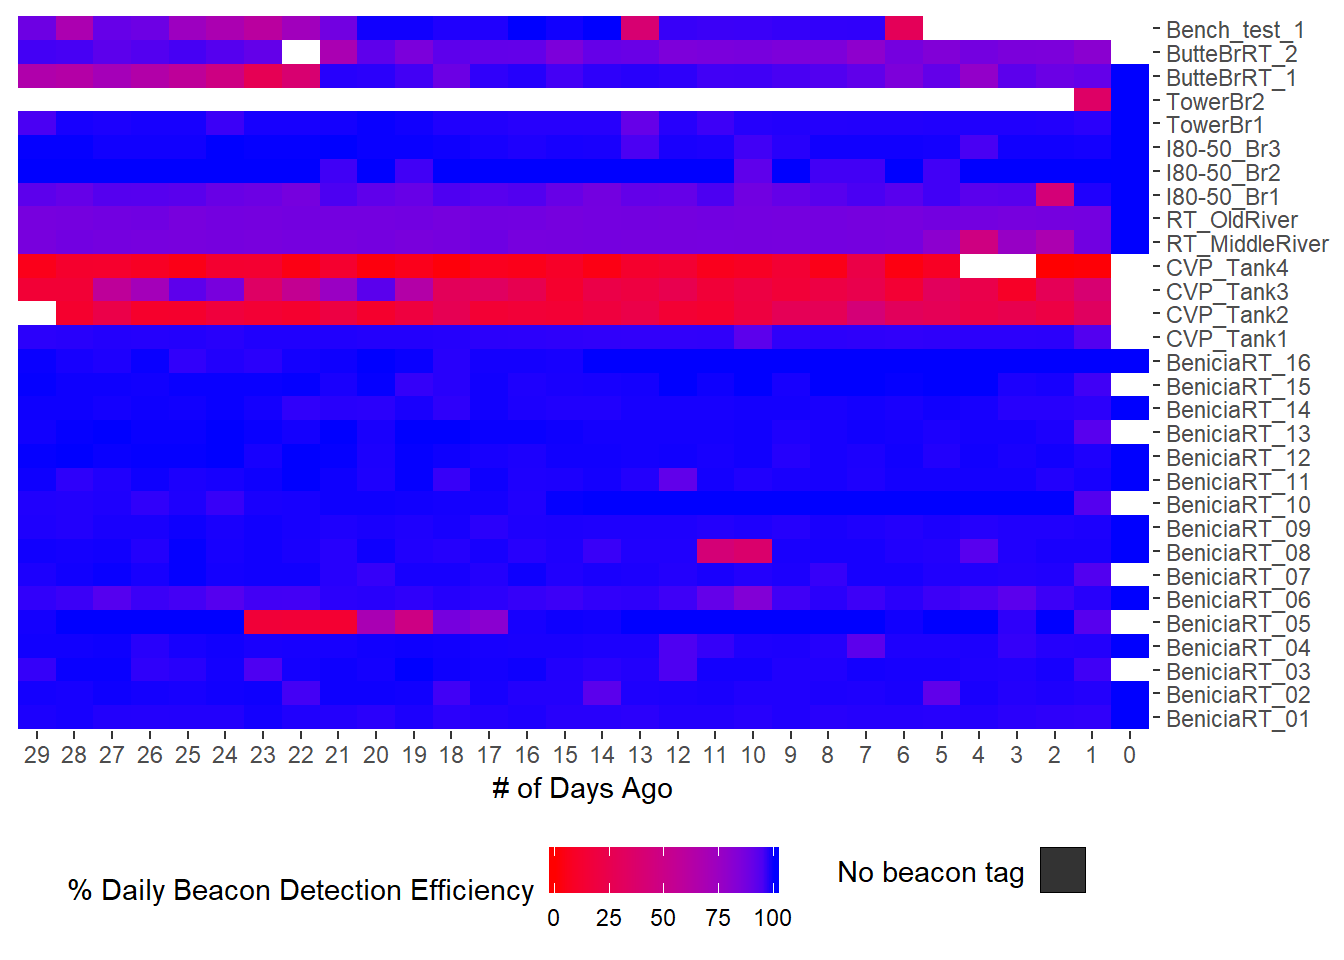 Bench_test_1
ButteBrRT_2
ButteBrRT_1
TowerBr2
TowerBr1
I80-50_Br3
I80-50_Br2
I80-50_Br1
RT_OldRiver
RT_MiddleRiver
CVP_Tank4
CVP_Tank3
CVP_Tank2
CVP_Tank1
BeniciaRT_16
BeniciaRT_15
BeniciaRT_14
BeniciaRT_13
BeniciaRT_12
BeniciaRT_11
BeniciaRT_10
BeniciaRT_09
BeniciaRT_08
BeniciaRT_07
BeniciaRT_06
BeniciaRT_05
BeniciaRT_04
BeniciaRT_03
BeniciaRT_02
BeniciaRT_01
29 28 27 26 25 24 23 22 21 20 19 18 17 16 15 14 13 12 11 10 9 8 7 6 5 4 3 2 1 0
# of Days Ago
% Daily Beacon Detection Efficiency
0 25 50 75 100
No beacon tag